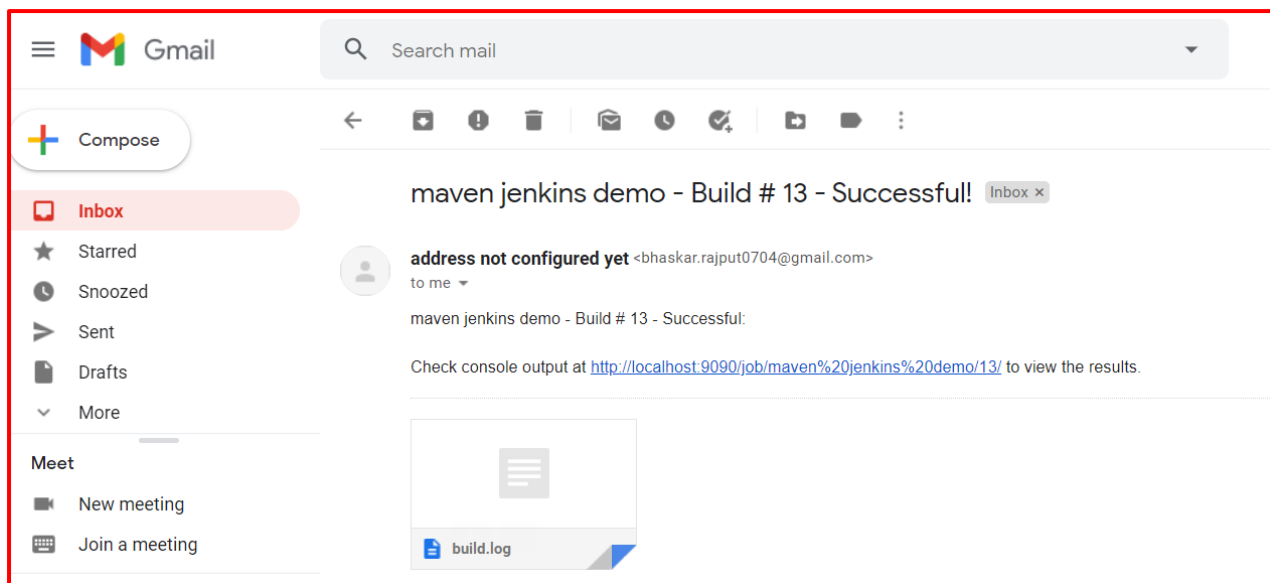 Gmail
Search mail
Compose
Inbox
Starred
Snoozed
Sent
Drafts
More
Meet
New meeting
Join a meeting
maven jenkins demo - Build # 13 - Successful! Inbox ×
address not configured yet <bhaskar.rajput0704@gmail.com>
to me
maven jenkins demo - Build # 13 - Successful:
Check console output at http://localhost:9090/job/maven%20jenkins%20demo/13/ to view the results.
build.log